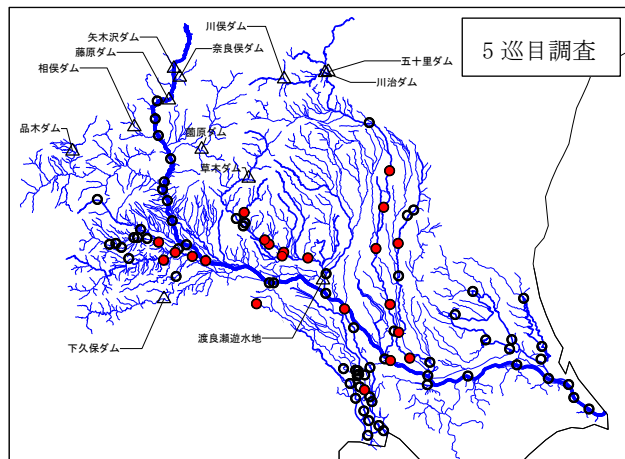 5巡目調査
矢木沢ダム
藤原ダム
奈良俣ダム
相俣ダム
川俣ダム
五十里ダム
川治ダム
品木ダム
薗原ダム
草木ダム
渡良瀬遊水地
下久保ダム